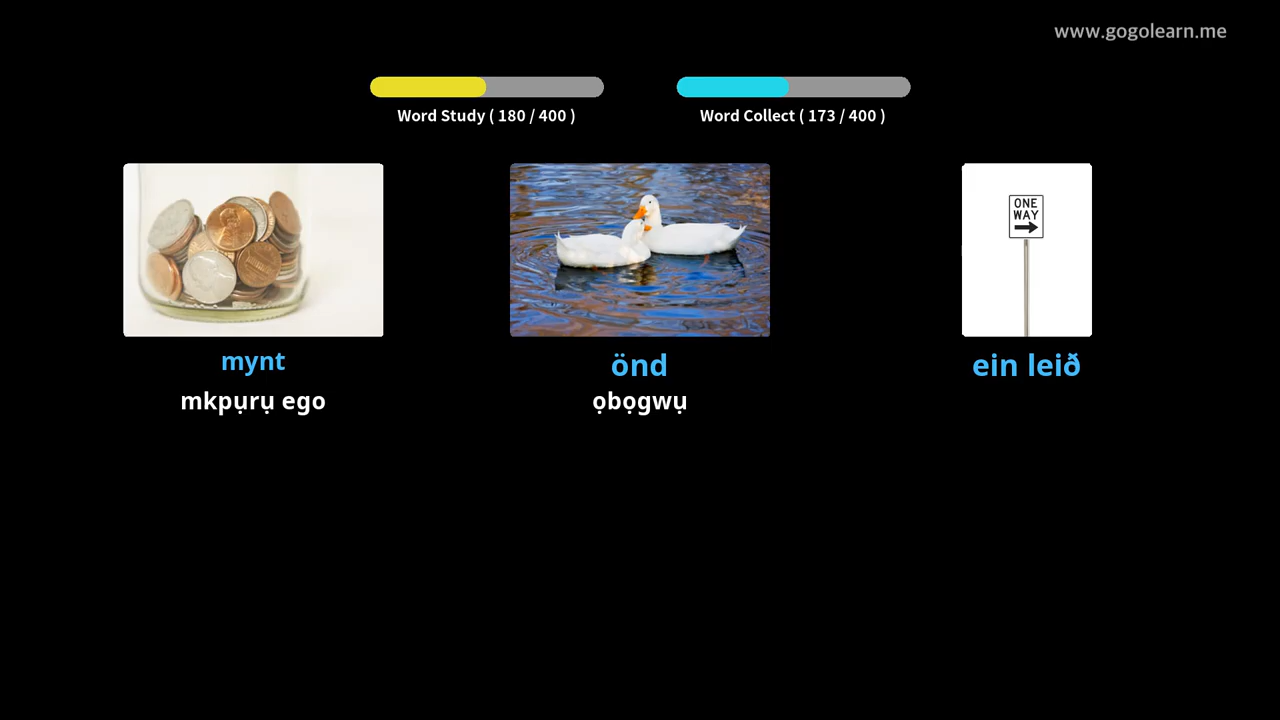 www.gogolearn.me
Word Study ( 180 / 400 )
Word Collect ( 173 / 400 )
ONE
WAY
mynt
mkpụrụ ego
önd
ọbọgwụ
ein leið